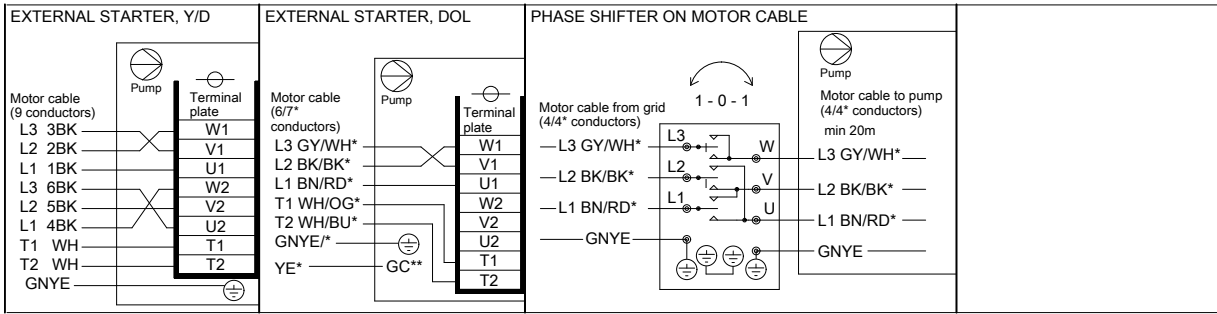 EXTERNAL STARTER, Y/D
Pump
Terminal
plate
Motor cable
(9 conductors)
L3 3BK W1
L2 2BK V1
L1 1BK U1
L3 6BK W2
L2 5BK V2
L1 4BK U2
T1 WH T1
T2 WH T2
GNYE
EXTERNAL STARTER, DOL
Pump
Terminal
plate
Motor cable
(6/7*
conductors)
L3 GY/WH* W1
L2 BK/BK* V1
L1 BN/RD* U1
T1 WH/OG* W2
T2 WH/BU* V2
GNYE/* U2
YE* GC** T1
T2
PHASE SHIFTER ON MOTOR CABLE
Pump
1 - 0 - 1
Motor cable from grid
(4/4* conductors)
Motor cable to pump
(4/4* conductors)
min 20m
L3 GY/WH* L3 W L3 GY/WH*
L2 BK/BK* L2 V L2 BK/BK*
L1 BN/RD* L1 U L1 BN/RD*
GNYE GNYE